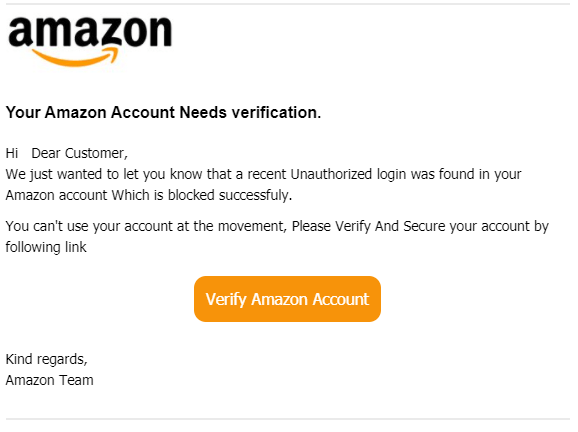 amazon
Your Amazon Account Needs verification.
Hi Dear Customer,
We just wanted to let you know that a recent Unauthorized login was found in your
Amazon account Which is blocked successfuly.
You can't use your account at the movement, Please Verify And Secure your account by
following link
Verify Amazon Account
Kind regards,
Amazon Team